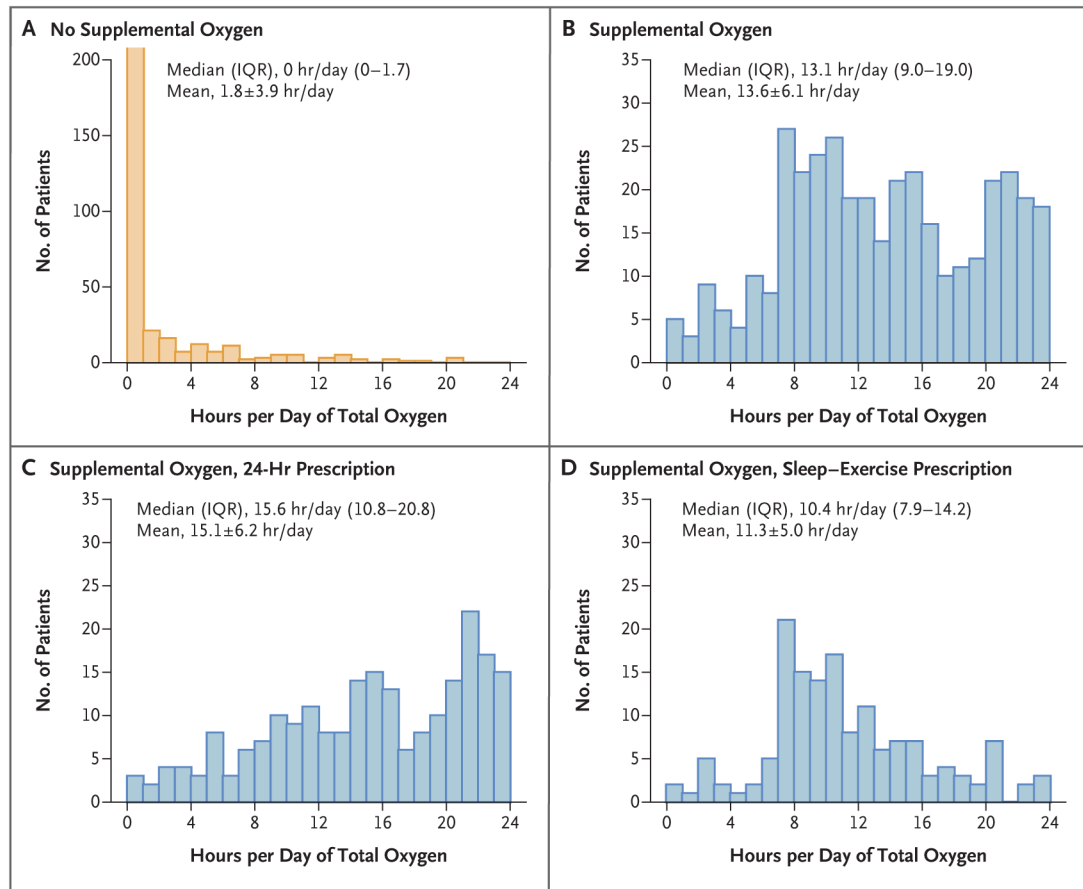 A No Supplemental Oxygen
Median (IQR), 0 hr/day (0–1.7)
Mean, 1.8±3.9 hr/day
No. of Patients
200
150
100
50
0
0 4 8 12 16 20 24
Hours per Day of Total Oxygen
B Supplemental Oxygen
Median (IQR), 13.1 hr/day (9.0–19.0)
Mean, 13.6±6.1 hr/day
No. of Patients
35
30
25
20
15
10
5
0
0 4 8 12 16 20 24
Hours per Day of Total Oxygen
C Supplemental Oxygen, 24-Hr Prescription
Median (IQR), 15.6 hr/day (10.8–20.8)
Mean, 15.1±6.2 hr/day
No. of Patients
35
30
25
20
15
10
5
0
0 4 8 12 16 20 24
Hours per Day of Total Oxygen
D Supplemental Oxygen, Sleep–Exercise Prescription
Median (IQR), 10.4 hr/day (7.9–14.2)
Mean, 11.3±5.0 hr/day
No. of Patients
35
30
25
20
15
10
5
0
0 4 8 12 16 20 24
Hours per Day of Total Oxygen